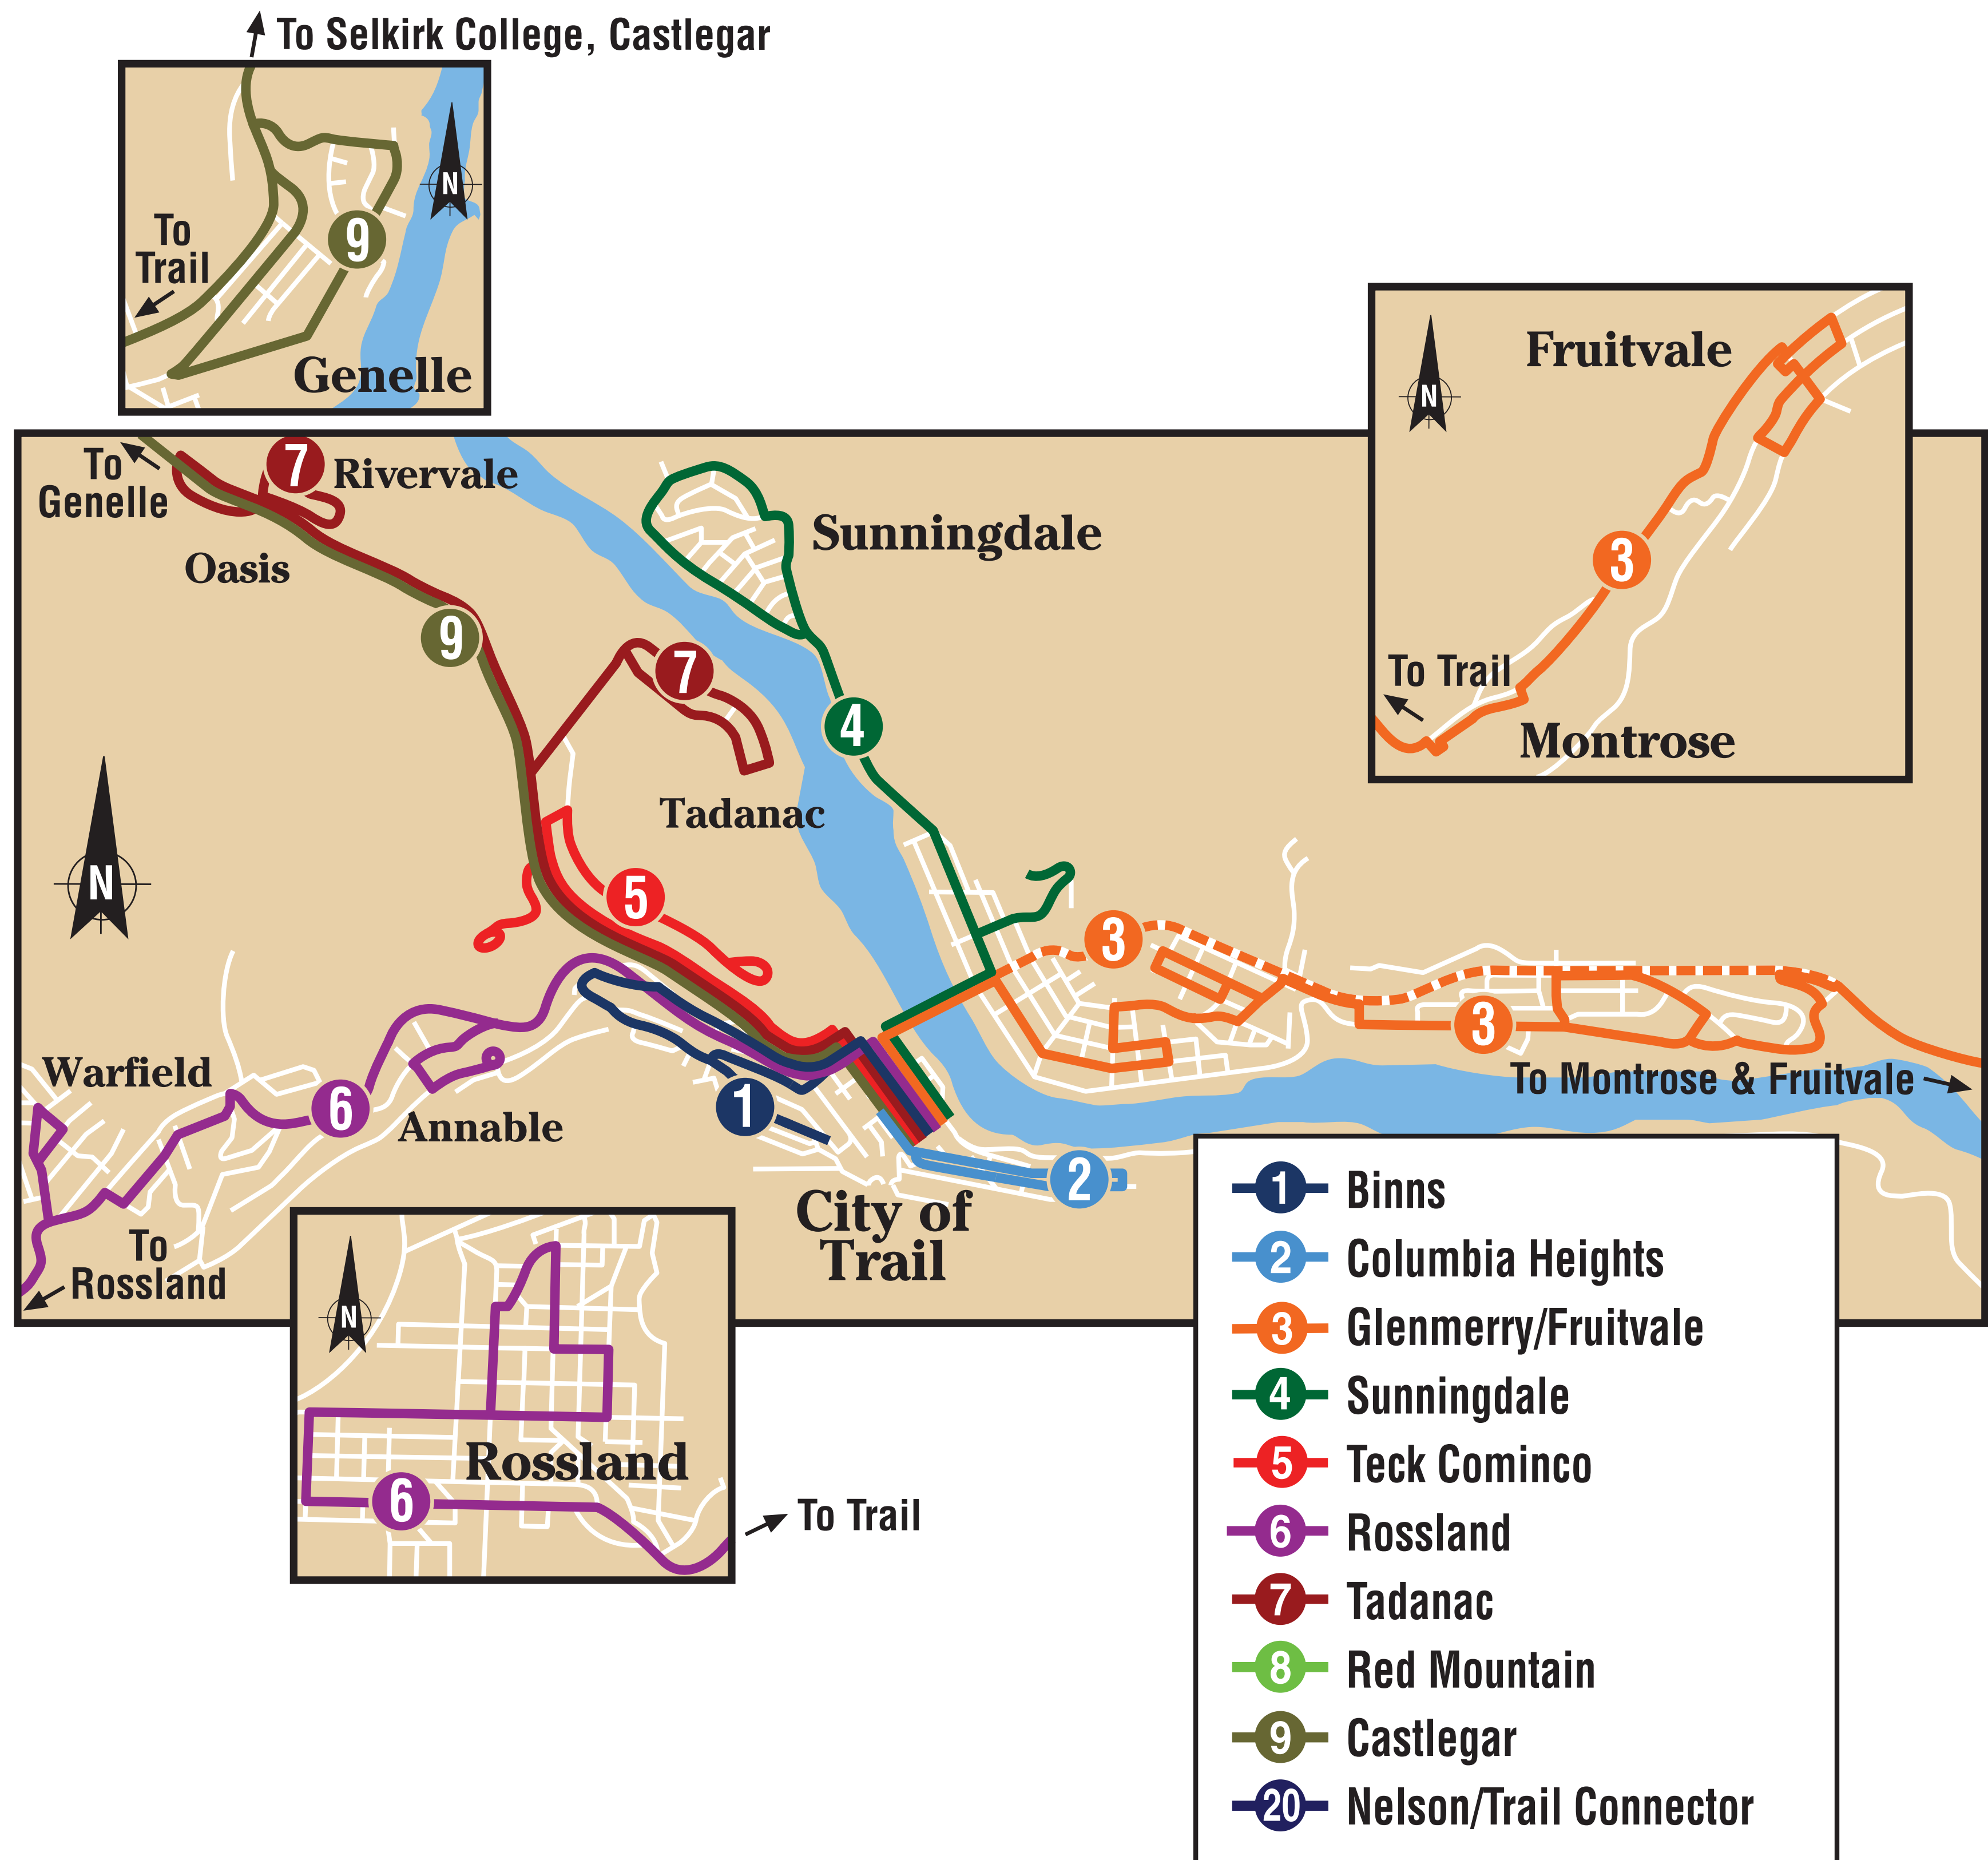 To Selkirk College, Castlegar
N
To
Trail
9
Genelle
To
Genelle
7
Rivervale
Oasis
9
Sunningdale
7
4
Tadanac
N
5
Fruitvale
N
3
To Trail
Montrose
3
3
To Montrose & Fruitvale
Warfield
6
Annable
1
2
City of
Trail
To
Rossland
N
Rossland
6
To Trail
1 Binns
2 Columbia Heights
3 Glenmerry/Fruitvale
4 Sunningdale
5 Teck Cominco
6 Rossland
7 Tadanac
8 Red Mountain
9 Castlegar
20 Nelson/Trail Connector